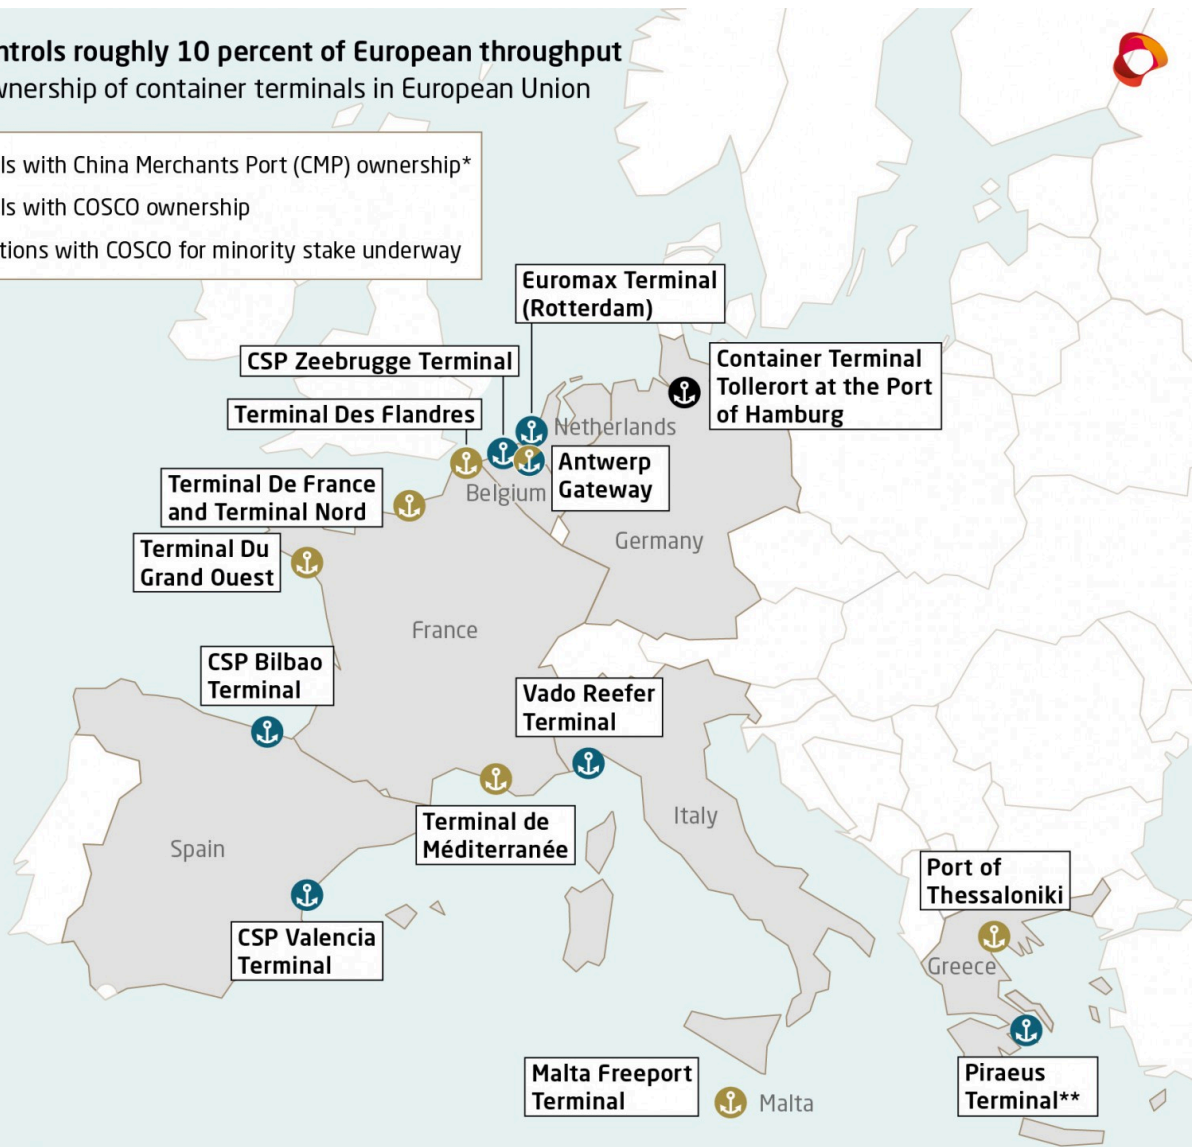 ntrols roughly 10 percent of European throughput
wnership of container terminals in European Union
ls with China Merchants Port (CMP) ownership*
ls with COSCO ownership
tions with COSCO for minority stake underway
Euromax Terminal
(Rotterdam)
CSP Zeebrugge Terminal
Container Terminal
Tollerort at the Port
of Hamburg
Terminal Des Flandres
Netherlands
Antwerp
Gateway
Terminal De France
and Terminal Nord
Belgium
Terminal Du
Grand Ouest
Germany
France
CSP Bilbao
Terminal
Vado Reefer
Terminal
Terminal de
Méditerranée
Italy
Spain
Port of
Thessaloniki
CSP Valencia
Terminal
Greece
Malta Freeport
Terminal
Malta
Piraeus
Terminal**